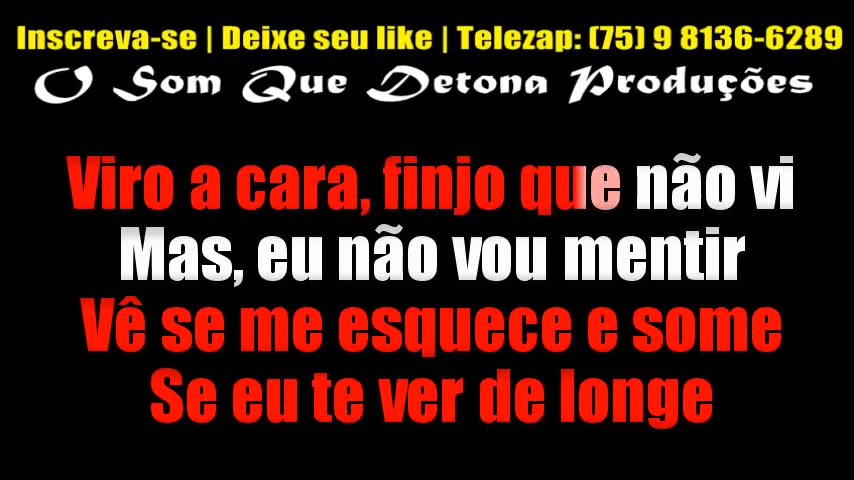 Inscreva-se | Deixe seu like | Telezap: (75) 9 8136-6289
O Som Que Detona Produções
Viro a cara, finjo que não vi
Mas, eu não vou mentir
Vê se me esquece e some
Se eu te ver de longe